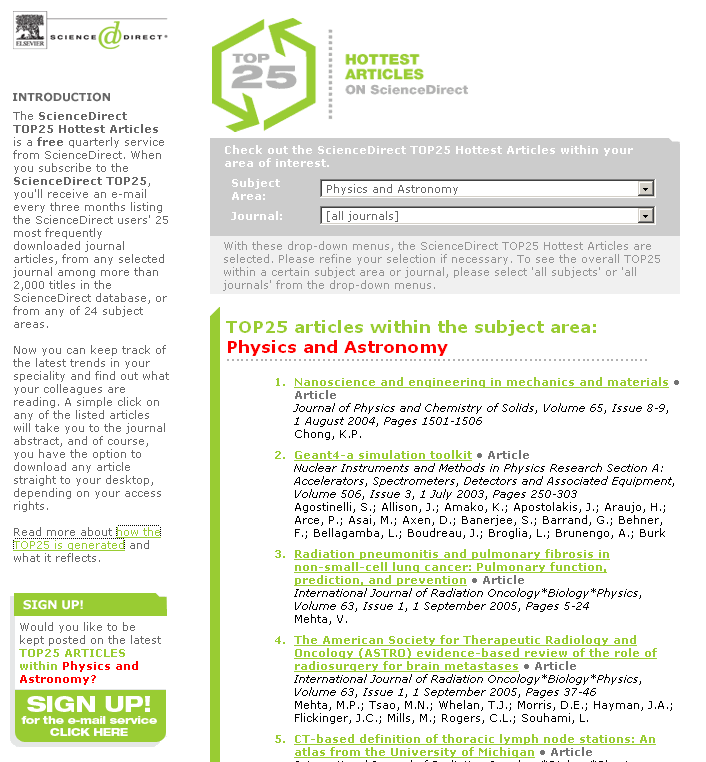 ELSEVIER
SCIENCE DIRECT®
INTRODUCTION
The ScienceDirect
TOP25 Hottest Articles
is a free quarterly service
from ScienceDirect. When
you subscribe to the
ScienceDirect TOP25,
you'll receive an e-mail
every three months listing
the ScienceDirect users' 25
most frequently
downloaded journal
articles, from any selected
journal among more than
2,000 titles in the
ScienceDirect database, or
from any of 24 subject
areas.
Now you can keep track of
the latest trends in your
speciality and find out what
your colleagues are
reading. A simple click on
any of the listed articles
will take you to the journal
abstract, and of course,
you have the option to
download any article
straight to your desktop,
depending on your access
rights.
Read more about how the
TOP25 is generated and
what it reflects.
SIGN UP!
Would you like to be
kept posted on the latest
TOP25 ARTICLES
within Physics and
Astronomy?
SIGN UP!
for the e-mail service
CLICK HERE
TOP
25
HOTTEST
ARTICLES
ON ScienceDirect
Check out the ScienceDirect TOP25 Hottest Articles within your
area of interest.
Subject
Area:
Physics and Astronomy
Journal:
[all journals]
With these drop-down menus, the ScienceDirect TOP25 Hottest Articles are
selected. Please refine your selection if necessary. To see the overall TOP25
within a certain subject area or journal, please select 'all subjects' or 'all
journals' from the drop-down menus.
TOP25 articles within the subject area:
Physics and Astronomy
1. Nanoscience and engineering in mechanics and materials •
Article
Journal of Physics and Chemistry of Solids, Volume 65, Issue 8-9,
1 August 2004, Pages 1501-1506
Chong, K.P.
2. Geant4-a simulation toolkit • Article
Nuclear Instruments and Methods in Physics Research Section A:
Accelerators, Spectrometers, Detectors and Associated Equipment,
Volume 506, Issue 3, 1 July 2003, Pages 250-303
Agostinelli, S.; Allison, J.; Amako, K.; Apostolakis, J.; Araujo, H.;
Arce, P.; Asai, M.; Axen, D.; Banerjee, S.; Barrand, G.; Behner,
F.; Bellagamba, L.; Boudreau, J.; Broglia, L.; Brunengo, A.; Burk
3. Radiation pneumonitis and pulmonary fibrosis in
non-small-cell lung cancer: Pulmonary function,
prediction, and prevention • Article
International Journal of Radiation Oncology*Biology*Physics,
Volume 63, Issue 1, 1 September 2005, Pages 5-24
Mehta, V.
4. The American Society for Therapeutic Radiology and
Oncology (ASTRO) evidence-based review of the role of
radiosurgery for brain metastases • Article
International Journal of Radiation Oncology*Biology*Physics,
Volume 63, Issue 1, 1 September 2005, Pages 37-46
Mehta, M.P.; Tsao, M.N.; Whelan, T.J.; Morris, D.E.; Hayman, J.A.;
Flickinger, J.C.; Mills, M.; Rogers, C.L.; Souhami, L.
5. CT-based definition of thoracic lymph node stations: An
atlas from the University of Michigan • Article